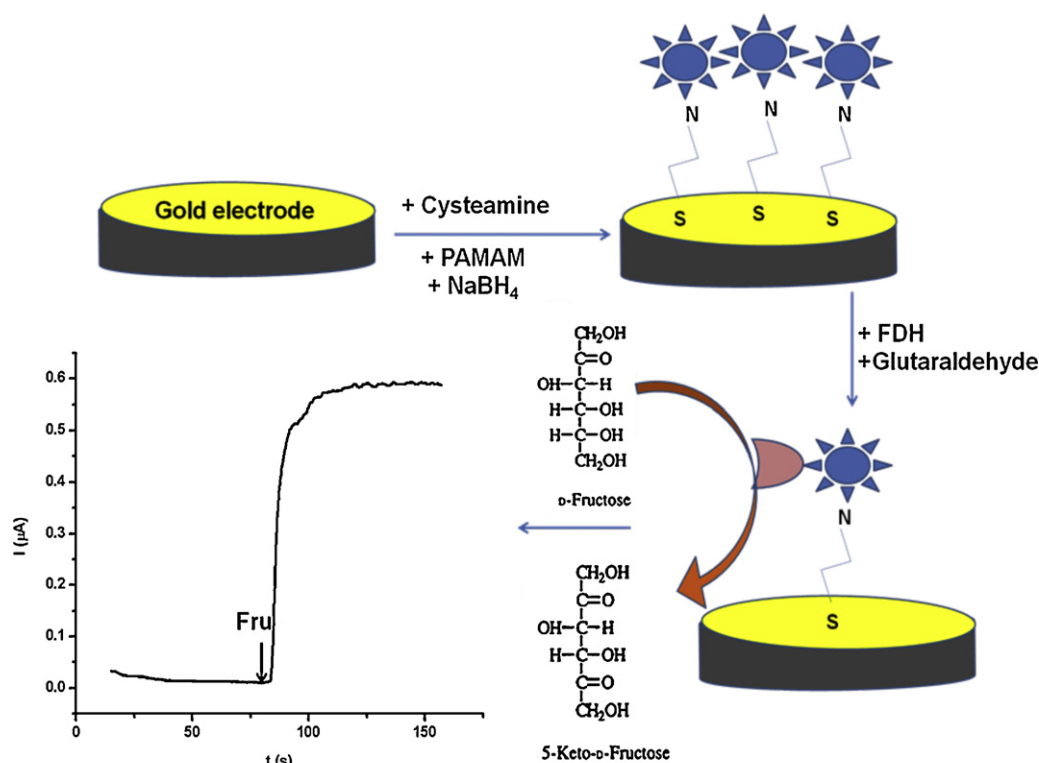 N N N
S S S
Gold electrode
+ Cysteamine
+ PAMAM
+ NaBH₄
+ FDH
+Glutaraldehyde
CH₂OH
C=O
OH-C-H
H-C-OH
H-C-OH
CH₂OH
D-Fructose
N
S
CH₂OH
C=O
OH-C-H
H-C-OH
C=O
CH₂OH
5-Keto-D-Fructose
I (µA)
0.6
0.5
0.4
0.3
0.2
0.1
0.0
Fru
0 50 100 150
t (s)